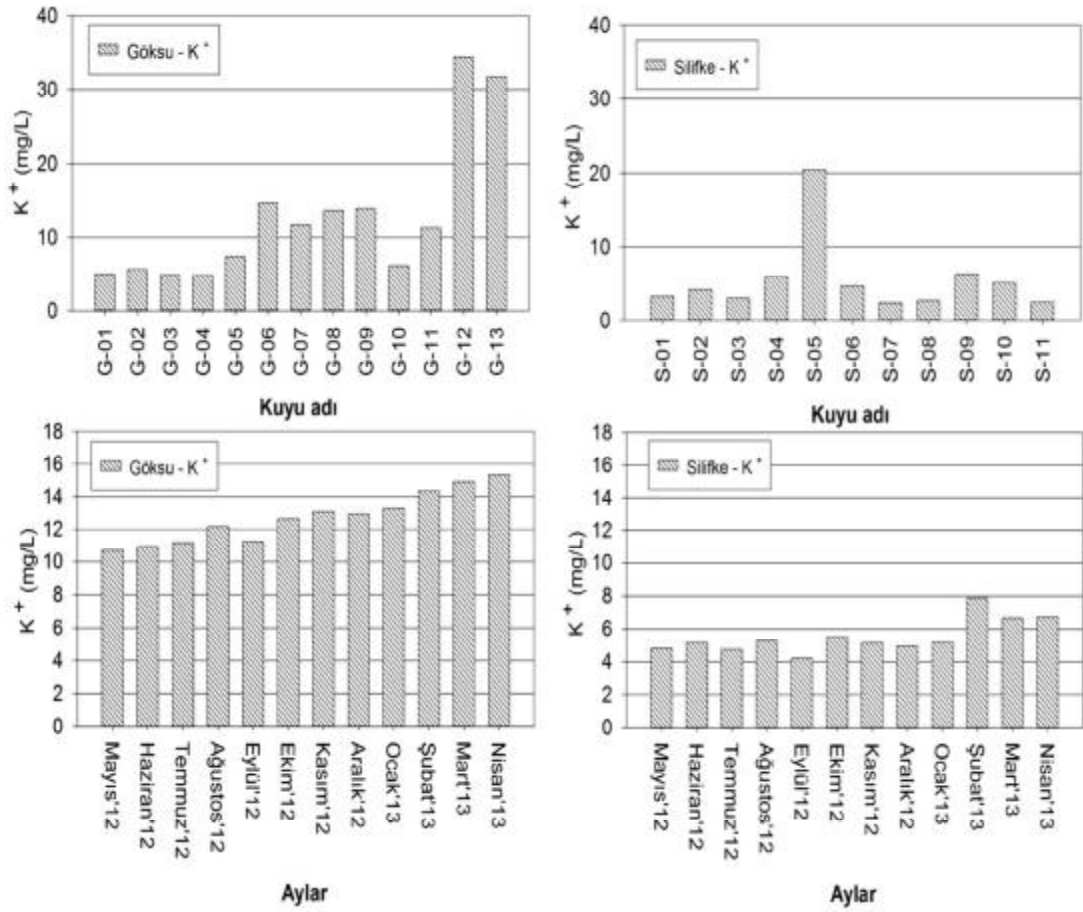 Göksu - K +
K + (mg/L)
40
30
20
10
0
G-01
G-02
G-03
G-04
G-05
G-06
G-07
G-08
G-09
G-10
G-11
G-12
G-13
Kuyu adı
Silifke - K +
K + (mg/L)
40
30
20
10
0
S-01
S-02
S-03
S-04
S-05
S-06
S-07
S-08
S-09
S-10
S-11
Kuyu adı
Göksu - K +
K + (mg/L)
18
16
14
12
10
8
6
4
2
0
Mayıs'12
Haziran'12
Temmuz'12
Ağustos'12
Eylül'12
Ekim'12
Kasım'12
Aralık'12
Ocak'13
Şubat'13
Mart'13
Nisan'13
Aylar
Silifke - K +
K + (mg/L)
18
16
14
12
10
8
6
4
2
0
Mayıs'12
Haziran'12
Temmuz'12
Ağustos'12
Eylül'12
Ekim'12
Kasım'12
Aralık'12
Ocak'13
Şubat'13
Mart'13
Nisan'13
Aylar